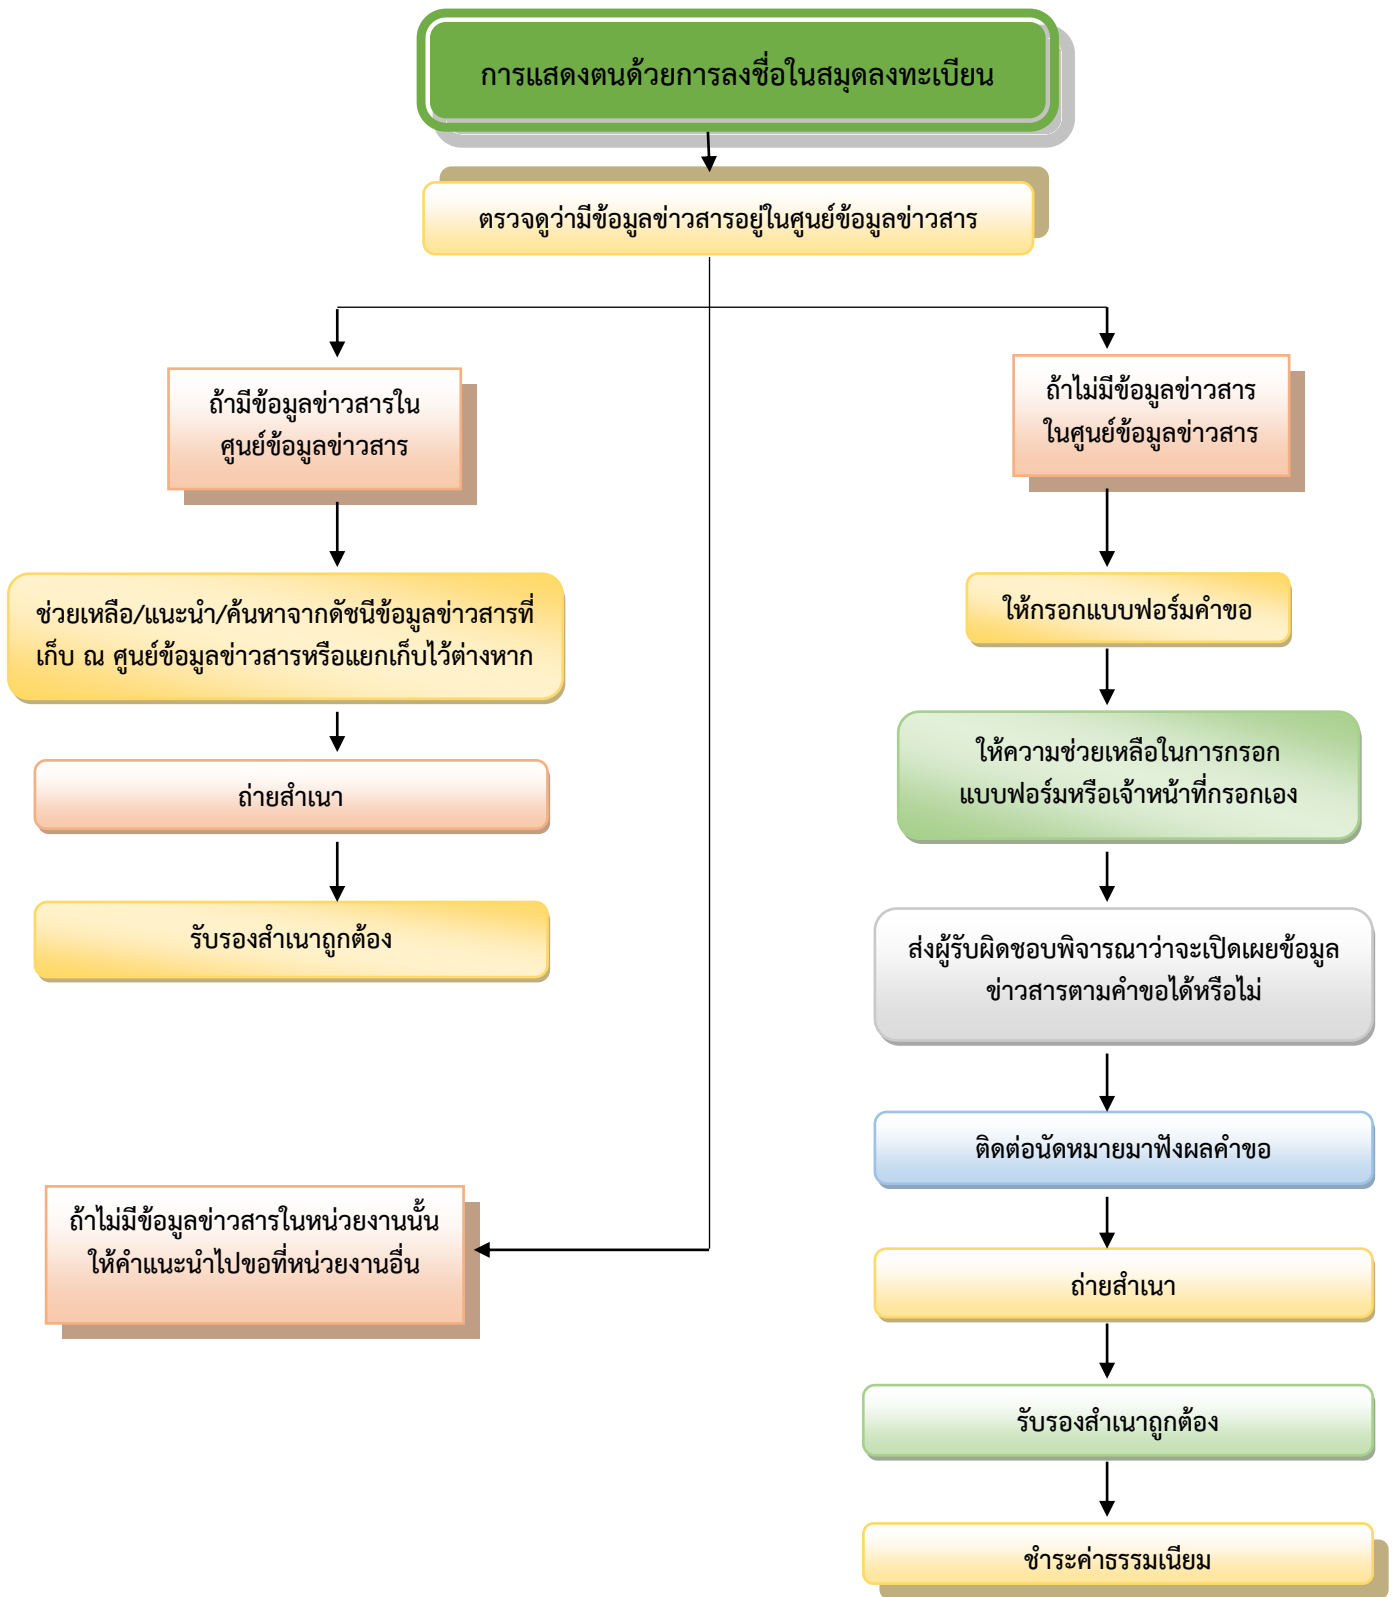 การแสดงตนด้วยการลงชื่อในสมุดลงทะเบียน
ตรวจดูว่ามีข้อมูลข่าวสารอยู่ในศูนย์ข้อมูลข่าวสาร
ถ้ามีข้อมูลข่าวสารใน
ศูนย์ข้อมูลข่าวสาร
ช่วยเหลือ/แนะนำ/ค้นหาจากดัชนีข้อมูลข่าวสารที่
เก็บ ณ ศูนย์ข้อมูลข่าวสารหรือแยกเก็บไว้ต่างหาก
ถ่ายสำเนา
รับรองสำเนาถูกต้อง
ถ้าไม่มีข้อมูลข่าวสารในหน่วยงานนั้น
ให้คำแนะนำไปขอที่หน่วยงานอื่น
ถ้าไม่มีข้อมูลข่าวสาร
ในศูนย์ข้อมูลข่าวสาร
ให้กรอกแบบฟอร์มคำขอ
ให้ความช่วยเหลือในการกรอก
แบบฟอร์มหรือเจ้าหน้าที่กรอกเอง
ส่งผู้รับผิดชอบพิจารณาว่าจะเปิดเผยข้อมูล
ข่าวสารตามคำขอได้หรือไม่
ติดต่อนัดหมายมาฟังผลคำขอ
ถ่ายสำเนา
รับรองสำเนาถูกต้อง
ชำระค่าธรรมเนียม